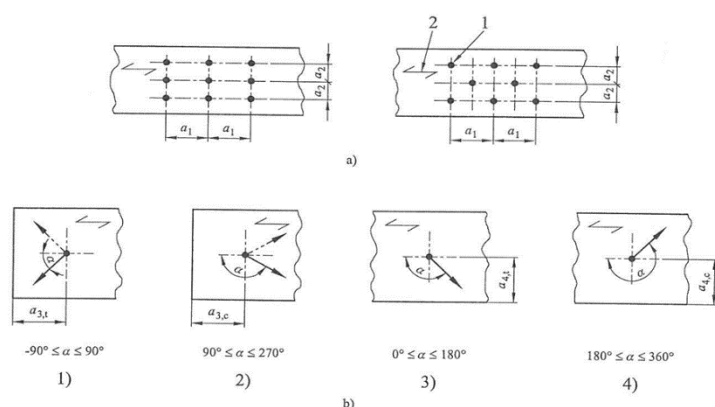 2 1
a₂ a₂
a₂ a₂
a₁ a₁
a₁ a₁
a)
α α α α
a₃,t a₃,c a₄,t a₄,c
-90° ≤ α ≤ 90° 90° ≤ α ≤ 270° 0° ≤ α ≤ 180° 180° ≤ α ≤ 360°
1) 2) 3) 4)
b)